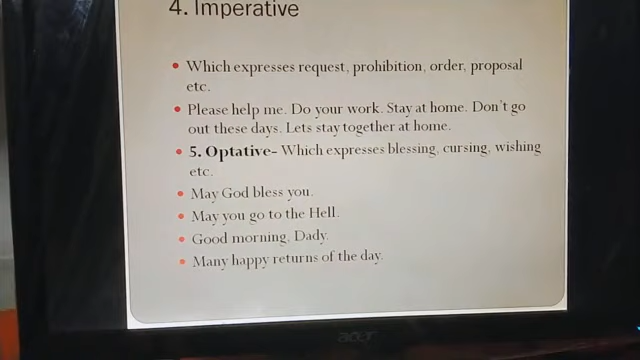 4. Imperative
Which expresses request, prohibition, order, proposal
etc.
Please help me. Do your work. Stay at home. Don't go
out these days. Lets stay together at home.
5. Optative- Which expresses blessing, cursing, wishing
etc.
May God bless you.
May you go to the Hell.
Good morning, Dady.
Many happy returns of the day.
acer